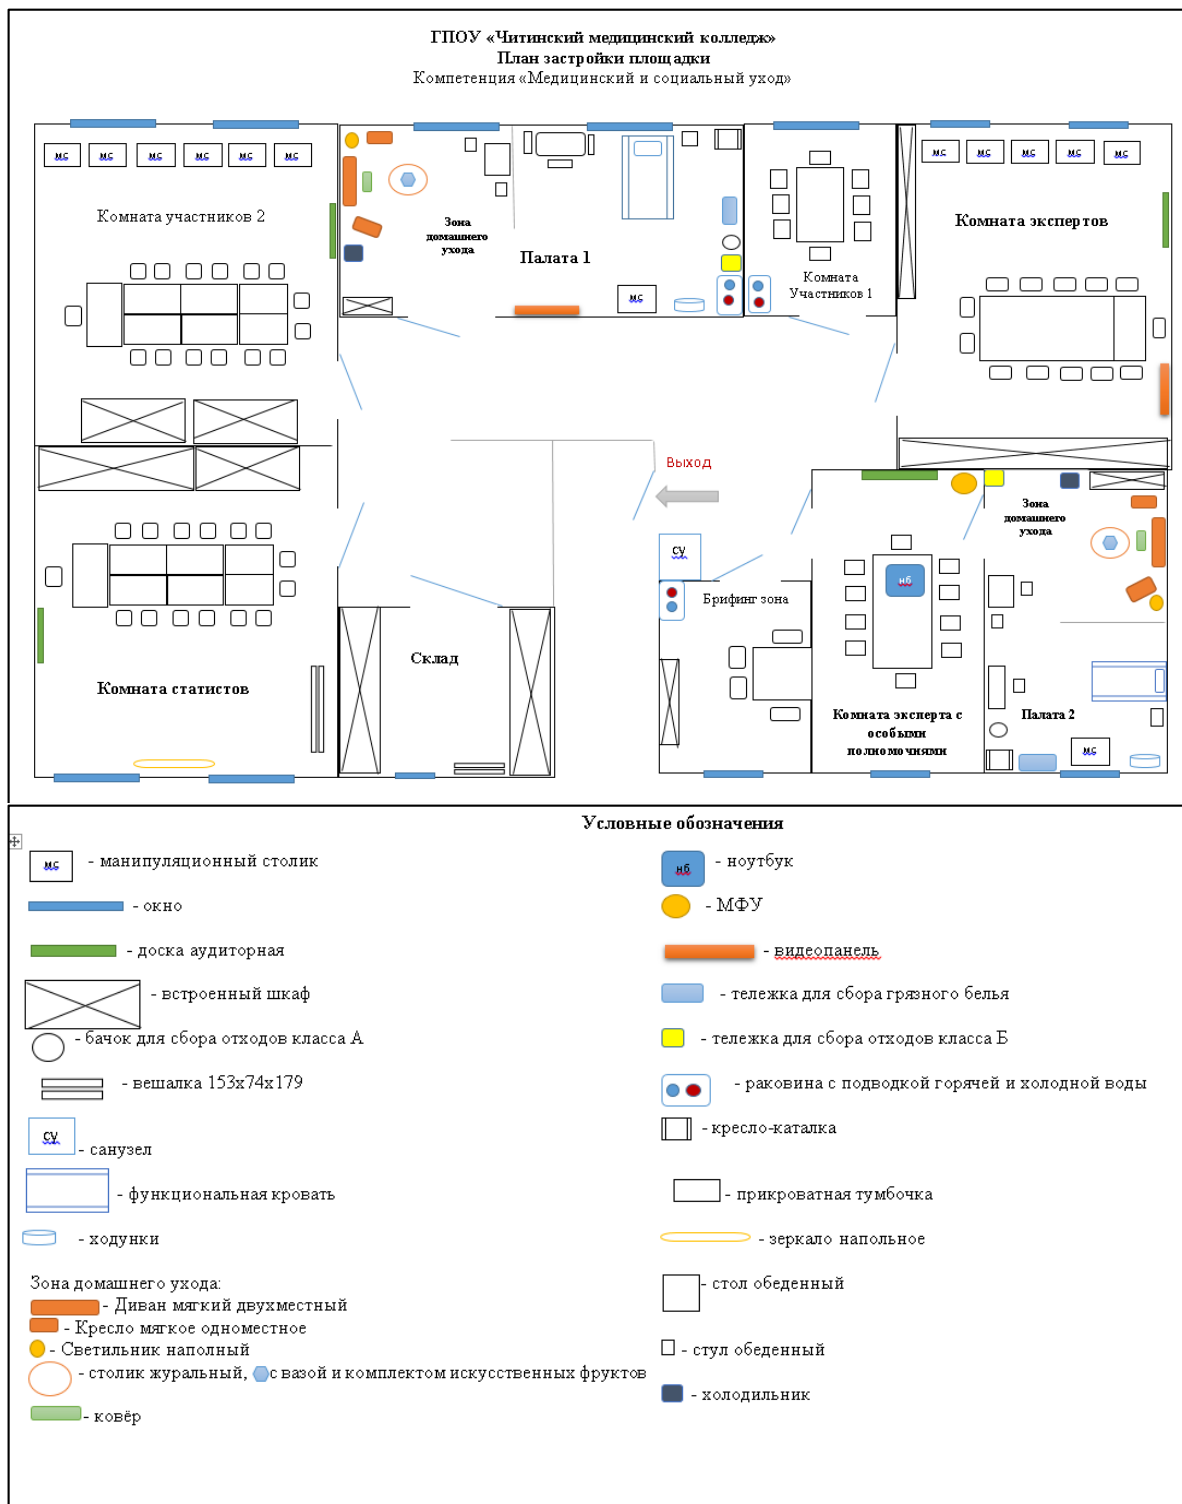 ГПОУ «Читинский медицинский колледж»
План застройки площадки
Компетенция «Медицинский и социальный уход»
мс мс мс мс мс мс
Комната участников 2
Зона
домашнего
ухода
Палата 1
мс
Комната
Участников 1
мс мс мс мс мс
Комната экспертов
Выход
су
Брифинг зона
нб
Зона
домашнего
ухода
Комната статистов
Склад
Комната эксперта с
особыми
полномочиями
Палата 2
мс
Условные обозначения
мс - манипуляционный столик
- окно
- доска аудиторная
- встроенный шкаф
- бачок для сбора отходов класса А
- вешалка 153х74х179
су - санузел
- функциональная кровать
- ходунки
Зона домашнего ухода:
- Диван мягкий двухместный
- Кресло мягкое одноместное
- Светильник наполный
- столик журальный, с вазой и комплектом искусственных фруктов
- ковёр
нб - ноутбук
- МФУ
- видеопанель
- тележка для сбора грязного белья
- тележка для сбора отходов класса Б
- раковина с подводкой горячей и холодной воды
- кресло-каталка
- прикроватная тумбочка
- зеркало напольное
- стол обеденный
- стул обеденный
- холодильник